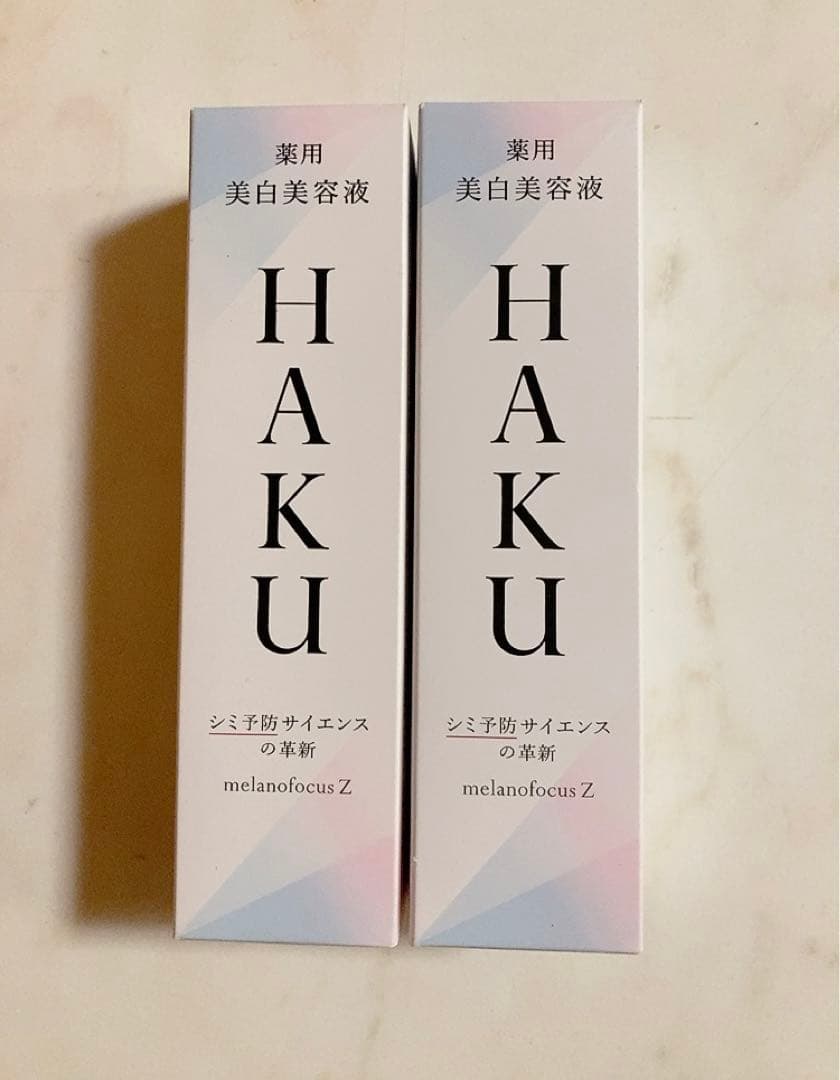 薬用
美白美容液
HAKU
シミ予防サイエンス
の革新
melanofocus Z
薬用
美白美容液
HAKU
シミ予防サイエンス
の革新
melanofocus Z